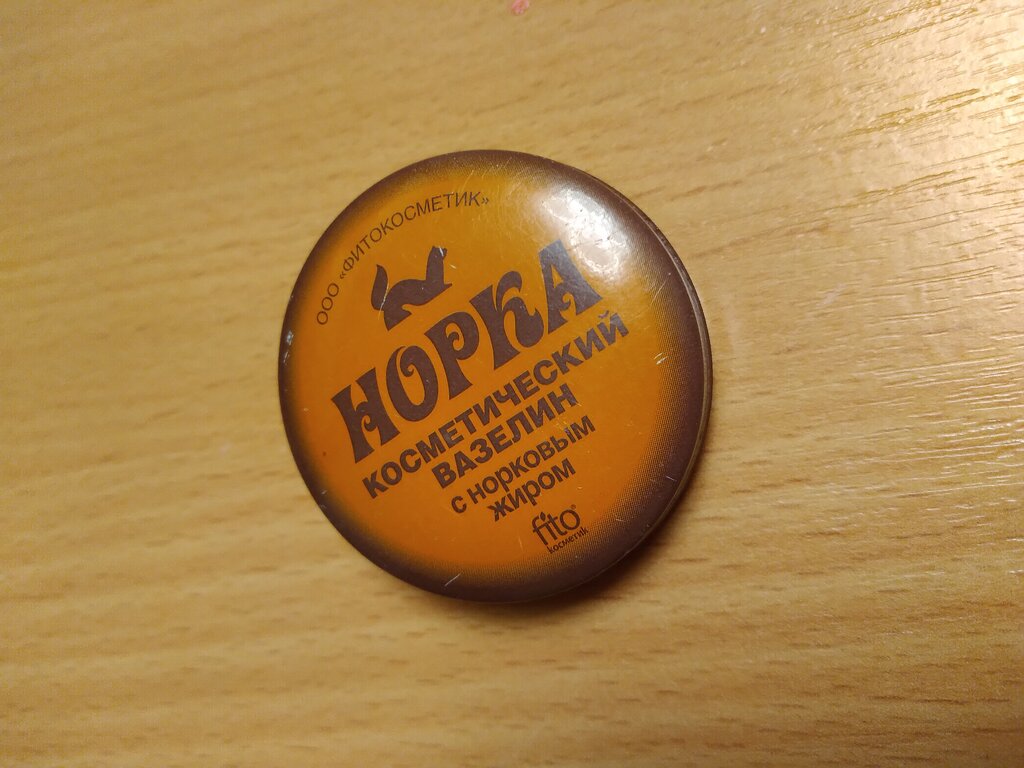 ООО «ФИТОКОСМЕТИК»
НОРКА
КОСМЕТИЧЕСКИЙ
ВАЗЕЛИН
С НОРКОВЫМ
ЖИРОМ
fito®
косметик